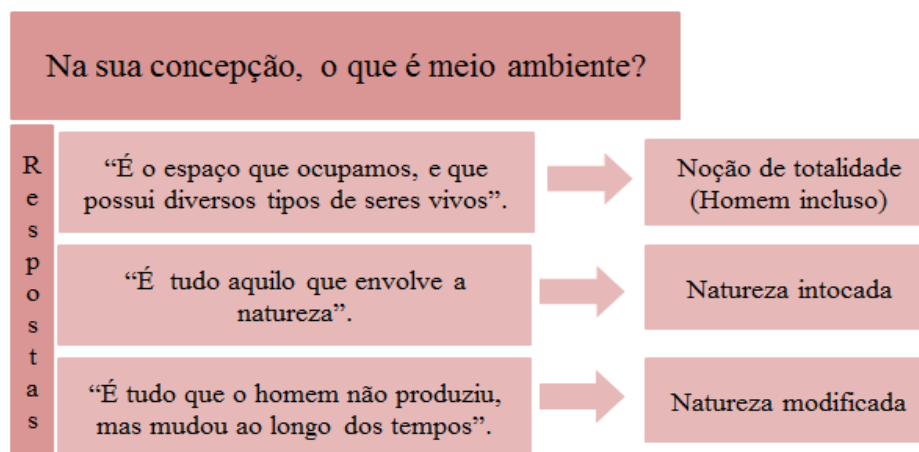 Na sua concepção, o que é meio ambiente?
Respostas
“É o espaço que ocupamos, e que
possui diversos tipos de seres vivos”.
Noção de totalidade
(Homem incluso)
“É tudo aquilo que envolve a
natureza”.
Natureza intocada
“É tudo que o homem não produziu,
mas mudou ao longo dos tempos”.
Natureza modificada